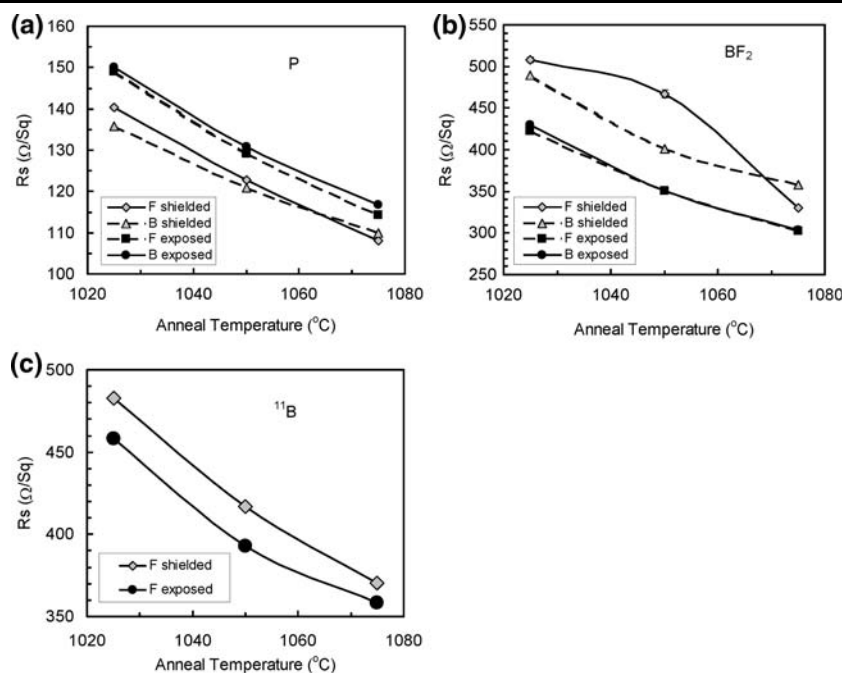 (a)
160
150
140
130
120
110
100
Rs (Ω/Sq)
P
F shielded
B shielded
F exposed
B exposed
1020 1040 1060 1080
Anneal Temperature (°C)
(b)
550
500
450
400
350
300
250
Rs (Ω/Sq)
BF₂
F shielded
B shielded
F exposed
B exposed
1020 1040 1060 1080
Anneal Temperature (°C)
(c)
500
450
400
350
Rs (Ω/Sq)
¹¹B
F shielded
F exposed
1020 1040 1060 1080
Anneal Temperature (°C)